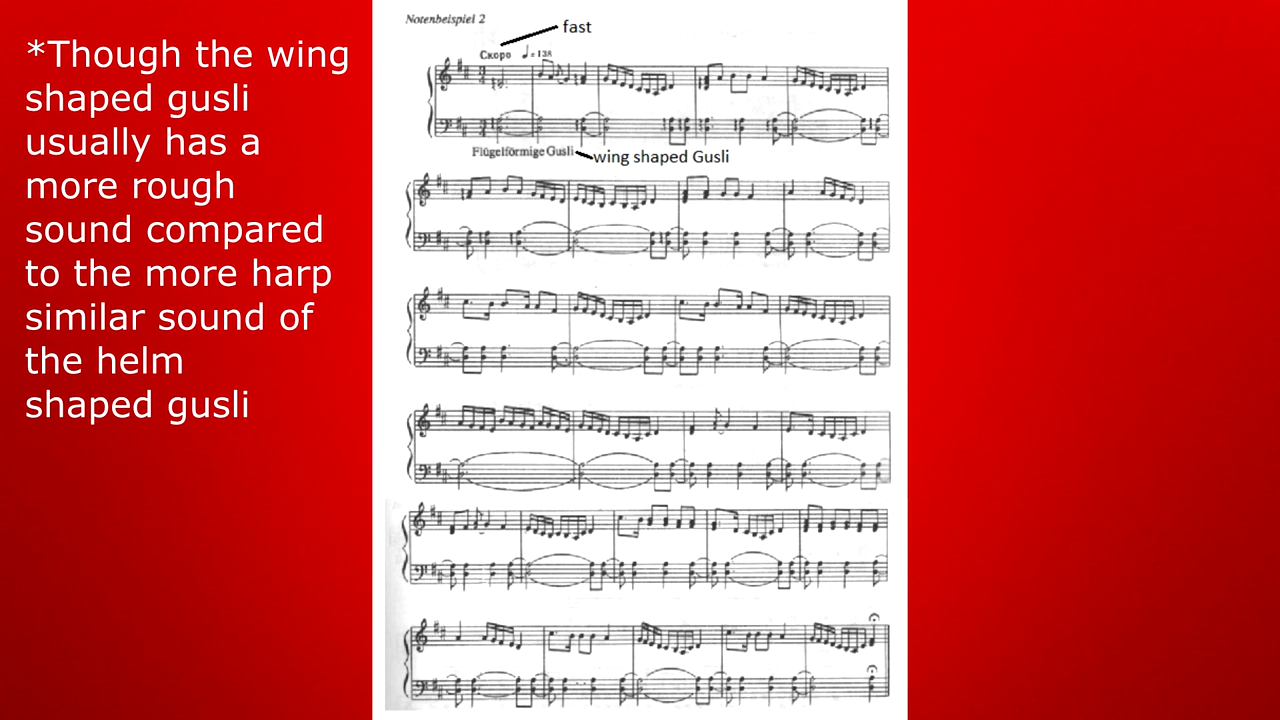 *Though the wing
shaped gusli
usually has a
more rough
sound compared
to the more harp
similar sound of
the helm
shaped gusli
Notenbeispiel 2
fast
Скоро ♩=138
Flügelförmige Gusli
wing shaped Gusli